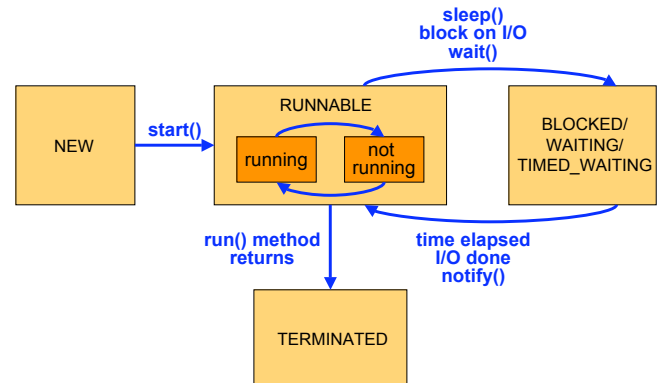 sleep()
block on I/O
wait()
NEW
start()
RUNNABLE
running
not
running
BLOCKED/
WAITING/
TIMED_WAITING
run() method
returns
time elapsed
I/O done
notify()
TERMINATED